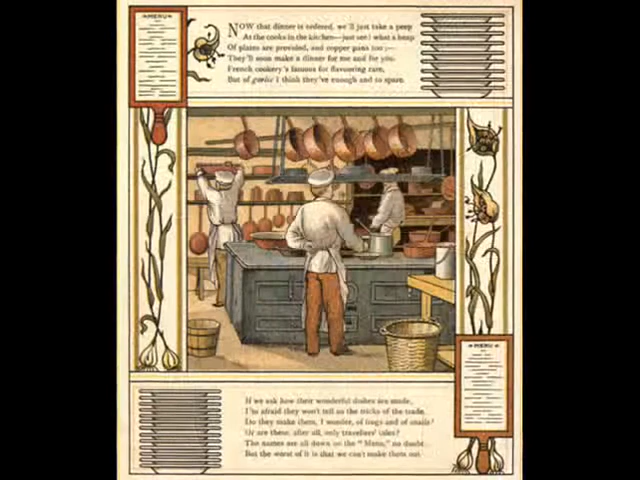 MENU
NOW that dinner is ordered, we'll just take a peep
At the cooks in the kitchen—just see! what a heap
Of plates are provided, and copper pans too;—
They'll soon make a dinner for me and for you.
French cookery's famous for flavouring rare,
But of garlic I think they've enough and to spare.
If we ask how their wonderful dishes are made,
I'm afraid they won't tell us the tricks of the trade.
Do they make them, I wonder, of frogs and of snails?
Or are these, after all, only travellers' tales?
The names are all down on the "Menu," no doubt,
But the worst of it is that we can't make them out.
MENU